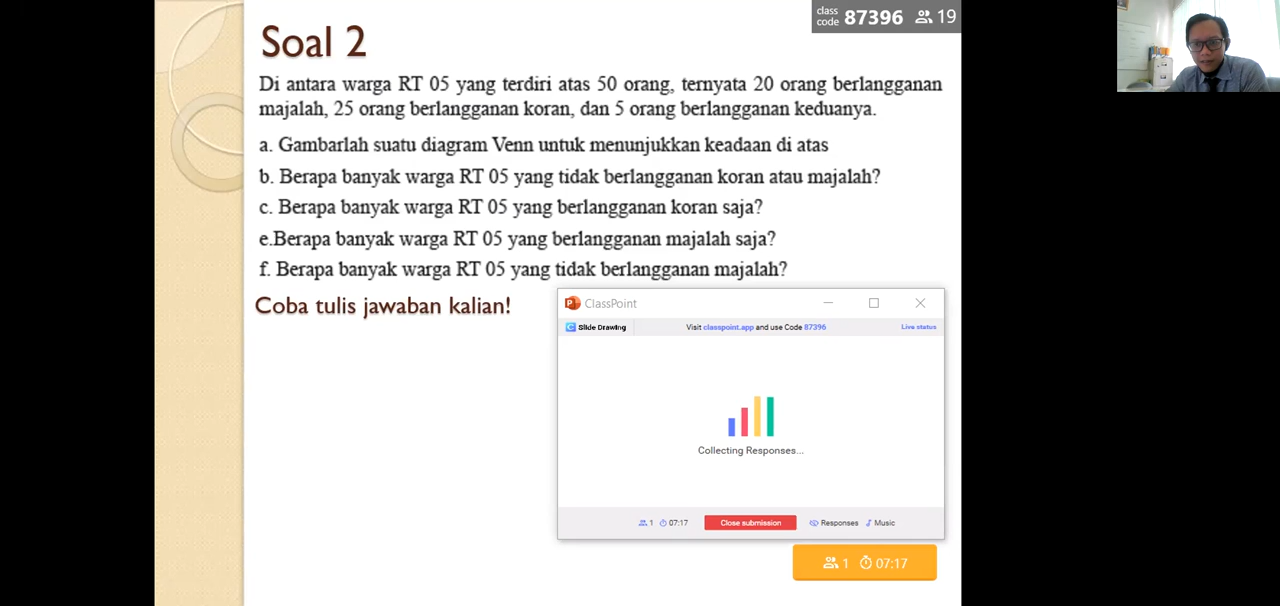 class
code 87396 19
Soal 2
Di antara warga RT 05 yang terdiri atas 50 orang, ternyata 20 orang berlangganan
majalah, 25 orang berlangganan koran, dan 5 orang berlangganan keduanya.
a. Gambarlah suatu diagram Venn untuk menunjukkan keadaan di atas
b. Berapa banyak warga RT 05 yang tidak berlangganan koran atau majalah?
c. Berapa banyak warga RT 05 yang berlangganan koran saja?
e.Berapa banyak warga RT 05 yang berlangganan majalah saja?
f. Berapa banyak warga RT 05 yang tidak berlangganan majalah?
Coba tulis jawaban kalian!
ClassPoint
Slide Drawing Visit classpoint.app and use Code 87396 Live status
Collecting Responses...
1 07:17 Close submission Responses Music
1 07:17